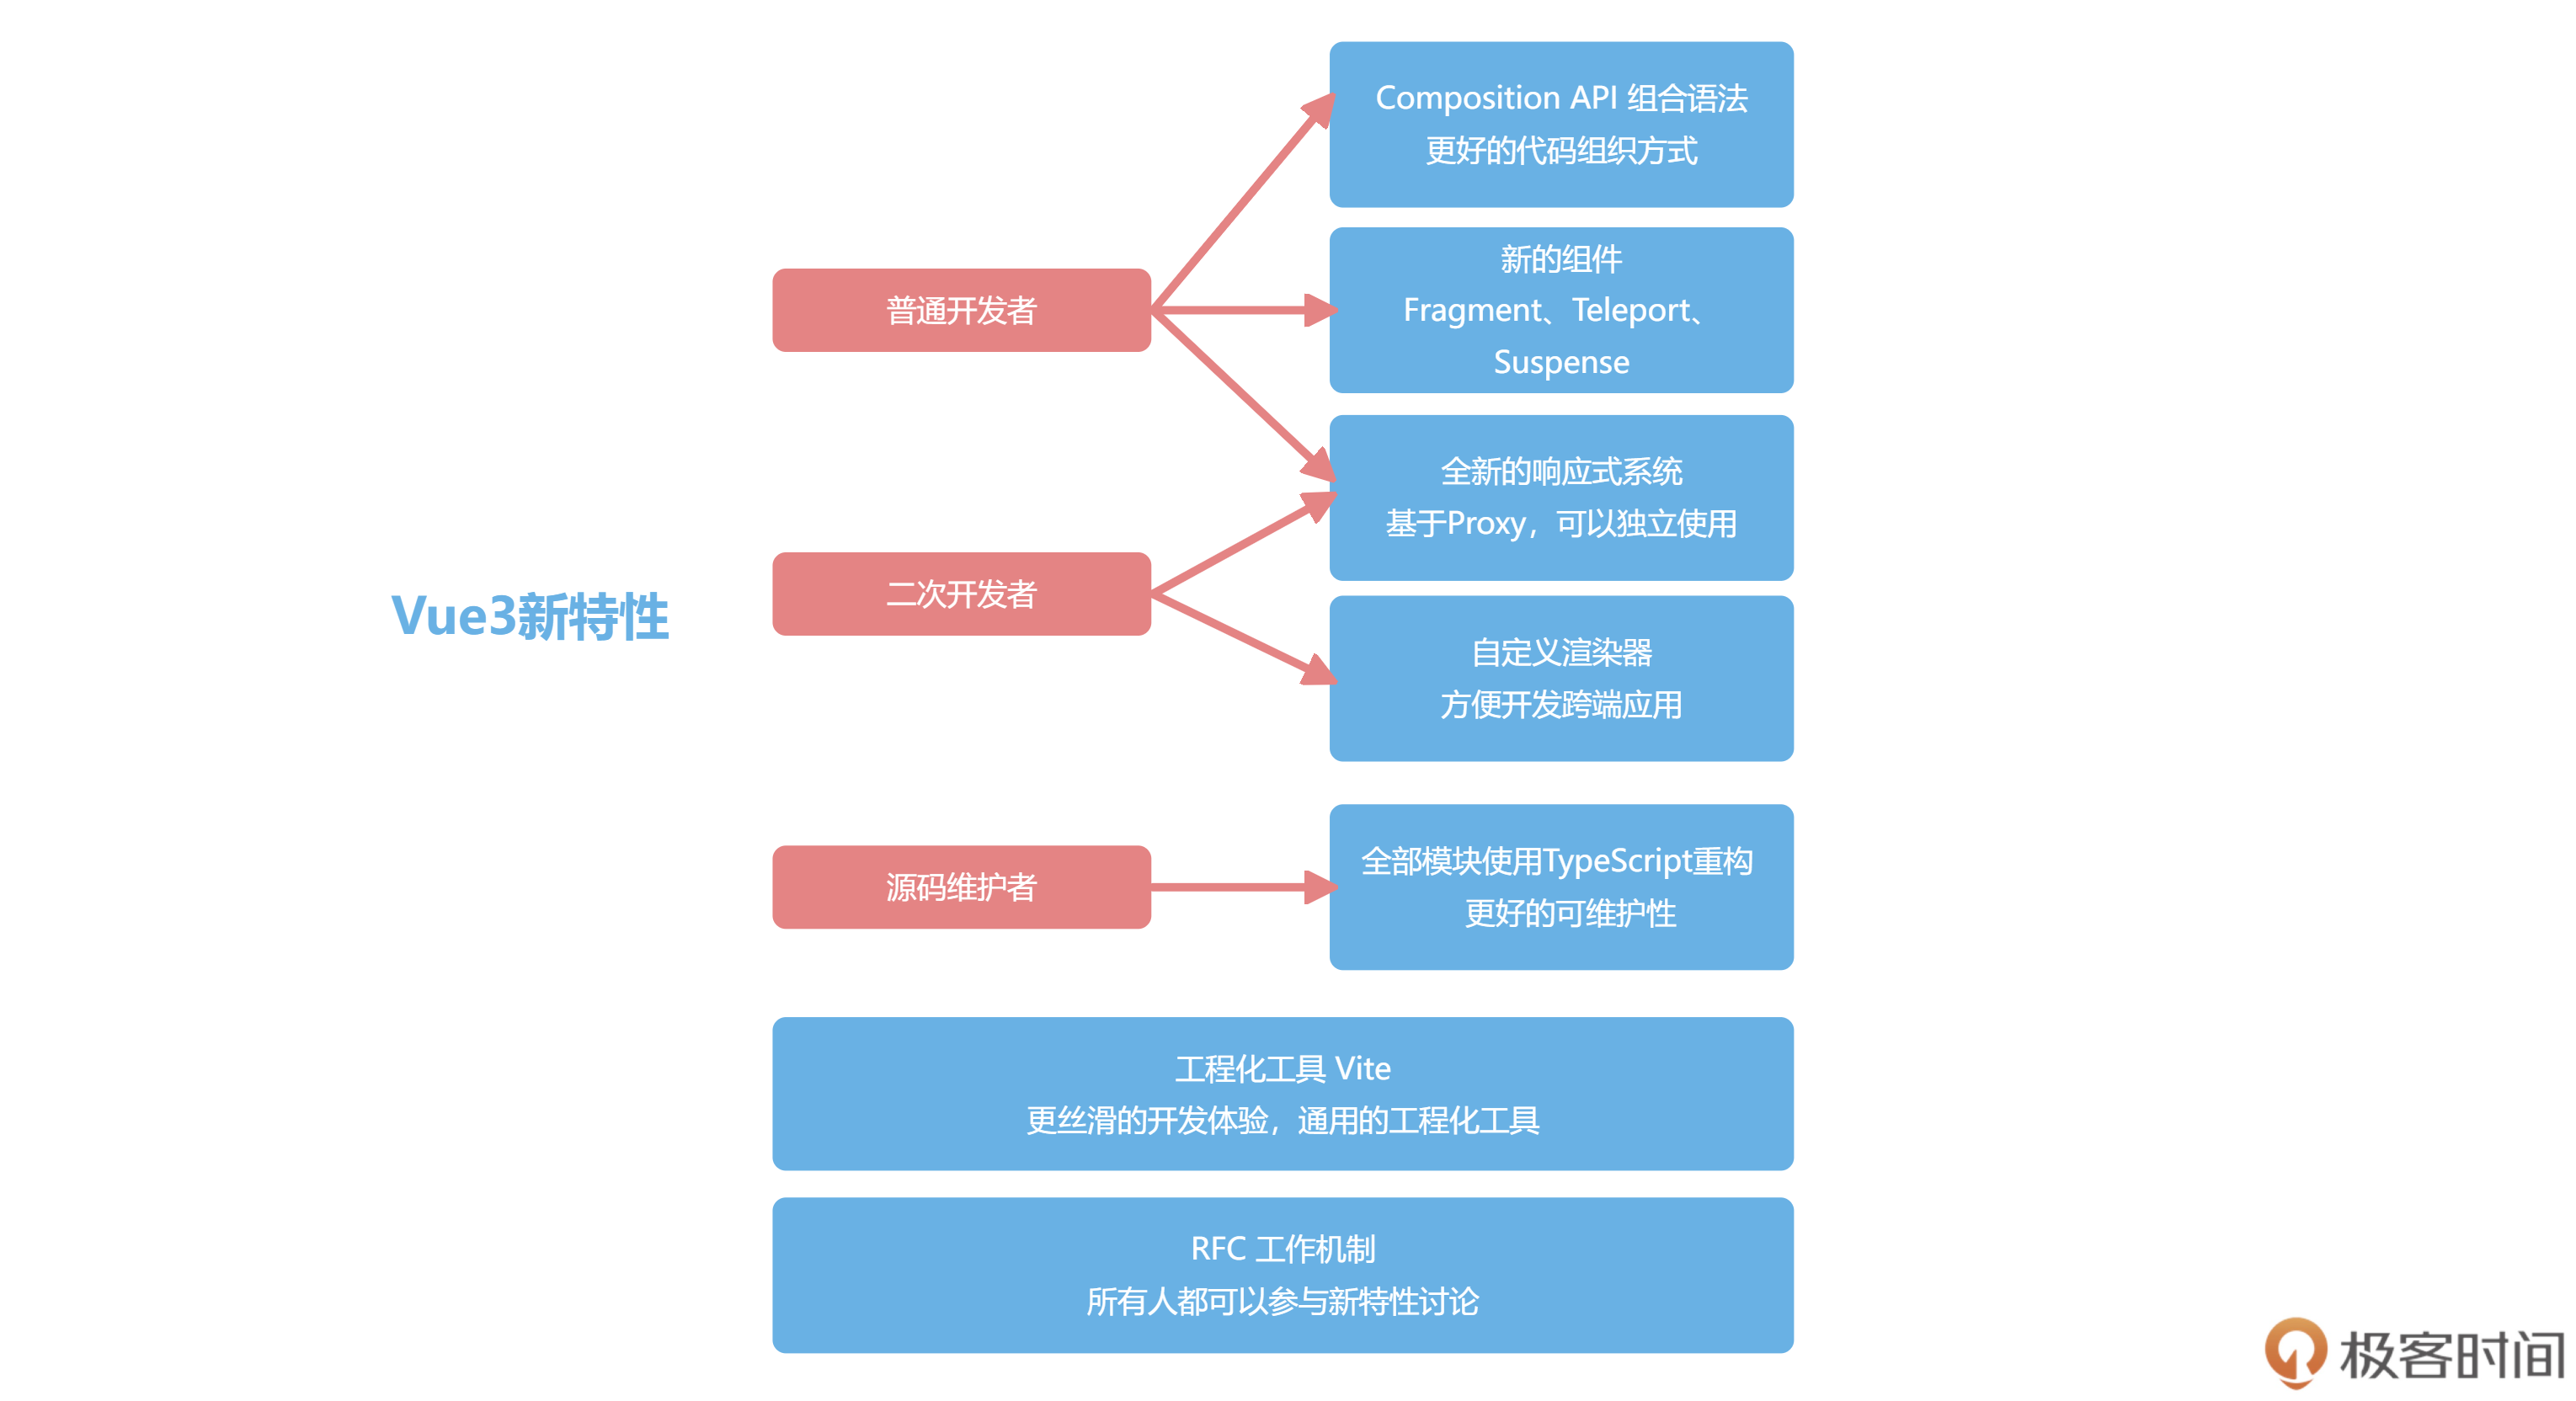 Vue3新特性
普通开发者
Composition API 组合语法
更好的代码组织方式
新的组件
Fragment、Teleport、
Suspense
全新的响应式系统
基于Proxy，可以独立使用
二次开发者
自定义渲染器
方便开发跨端应用
源码维护者
全部模块使用TypeScript重构
更好的可维护性
工程化工具 Vite
更丝滑的开发体验，通用的工程化工具
RFC 工作机制
所有人都可以参与新特性讨论
极客时间